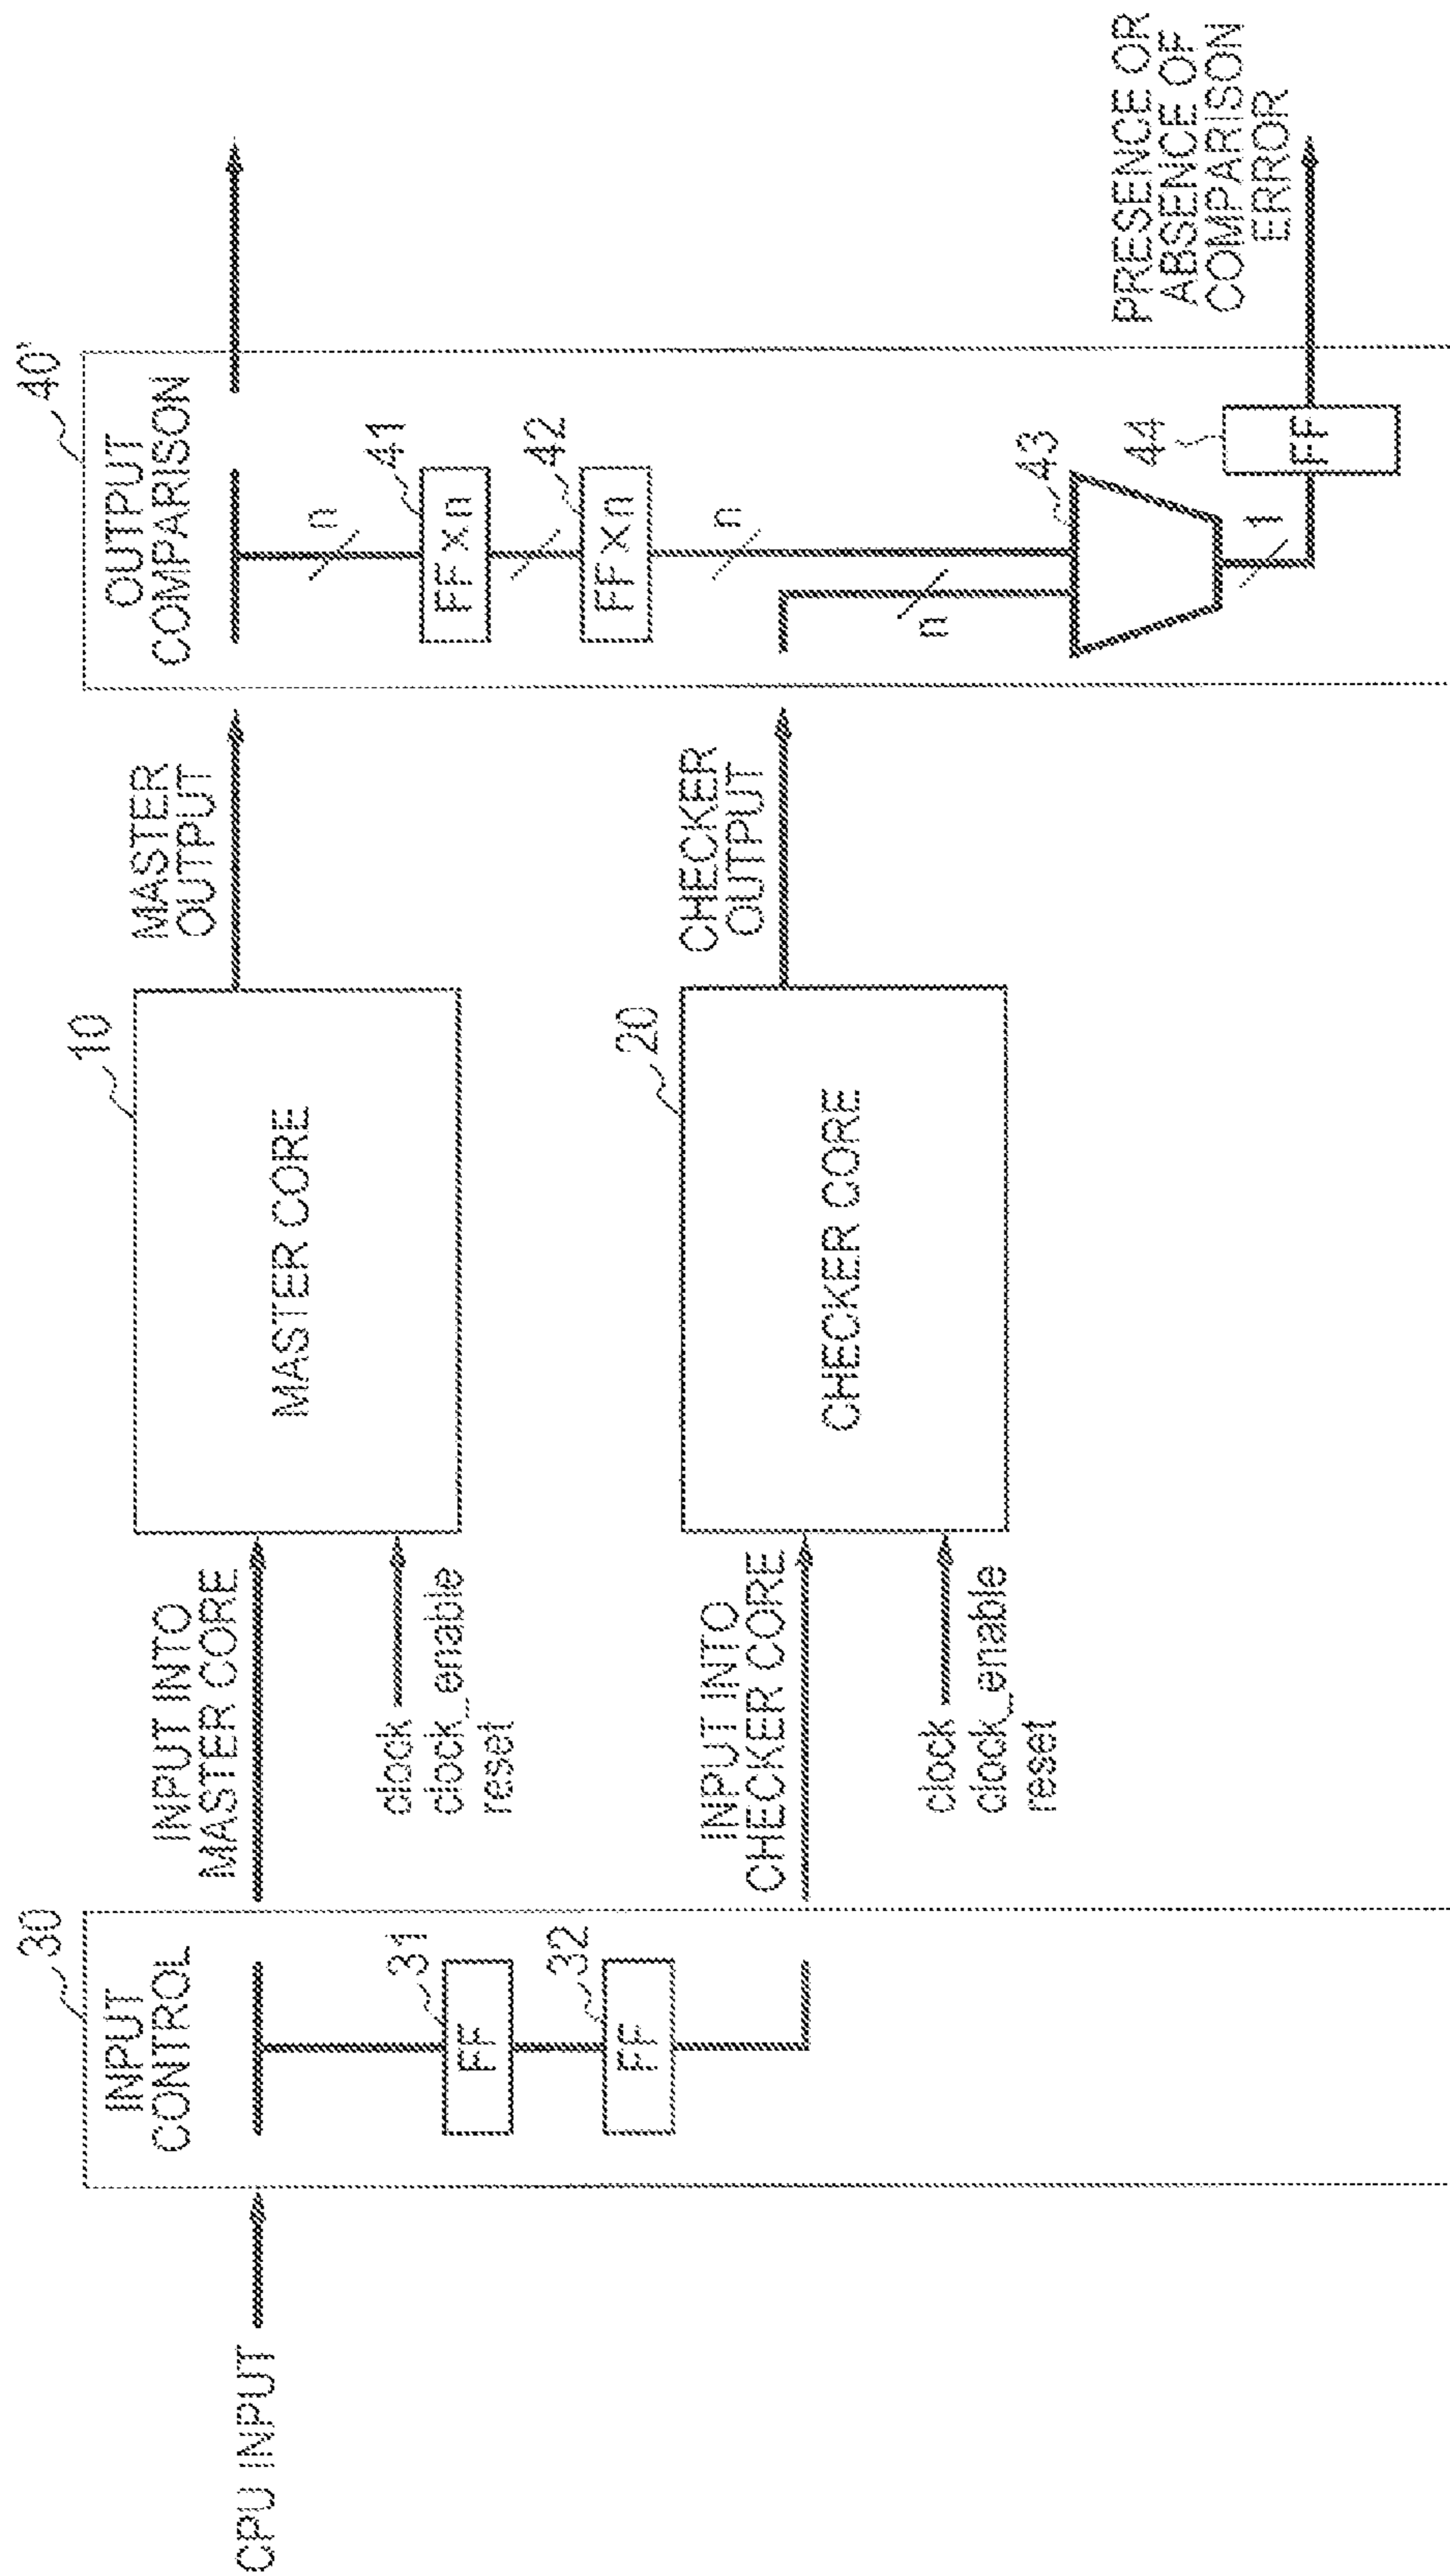 CPU INPUT
30
INPUT
CONTROL
31
FF
32
FF
INPUT INTO
MASTER CORE
clock
clock_enable
reset
INPUT INTO
CHECKER CORE
clock
clock_enable
reset
10
MASTER CORE
20
CHECKER CORE
MASTER
OUTPUT
CHECKER
OUTPUT
40'
OUTPUT
COMPARISON
n
41
FF×n
42
FF×n
n
n
43
1
44
FF
PRESENCE OR
ABSENCE OF
COMPARISON
ERROR